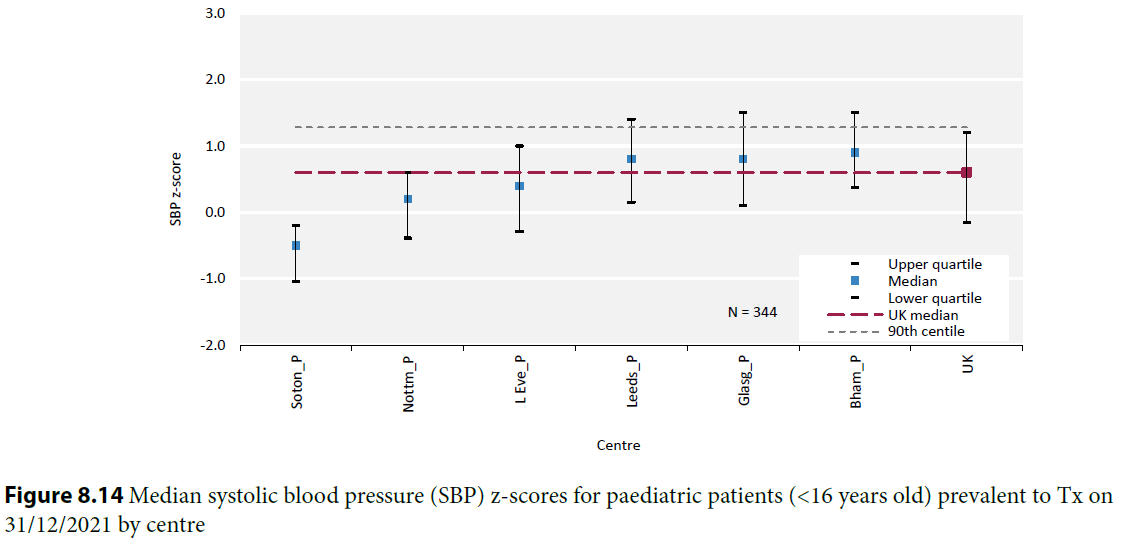 3.0
2.0
1.0
0.0
-1.0
-2.0
SBP z-score
Upper quartile
Median
Lower quartile
UK median
90th centile
N = 344
Soton_P
Nottm_P
L Eve_P
Leeds_P
Glasg_P
Bham_P
UK
Centre
Figure 8.14 Median systolic blood pressure (SBP) z-scores for paediatric patients (<16 years old) prevalent to Tx on
31/12/2021 by centre